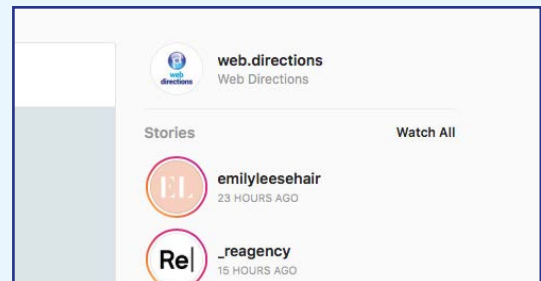 web
directions
web.directions
Web Directions
Stories Watch All
EL
emilyleesehair
23 HOURS AGO
Re|
_reagency
15 HOURS AGO